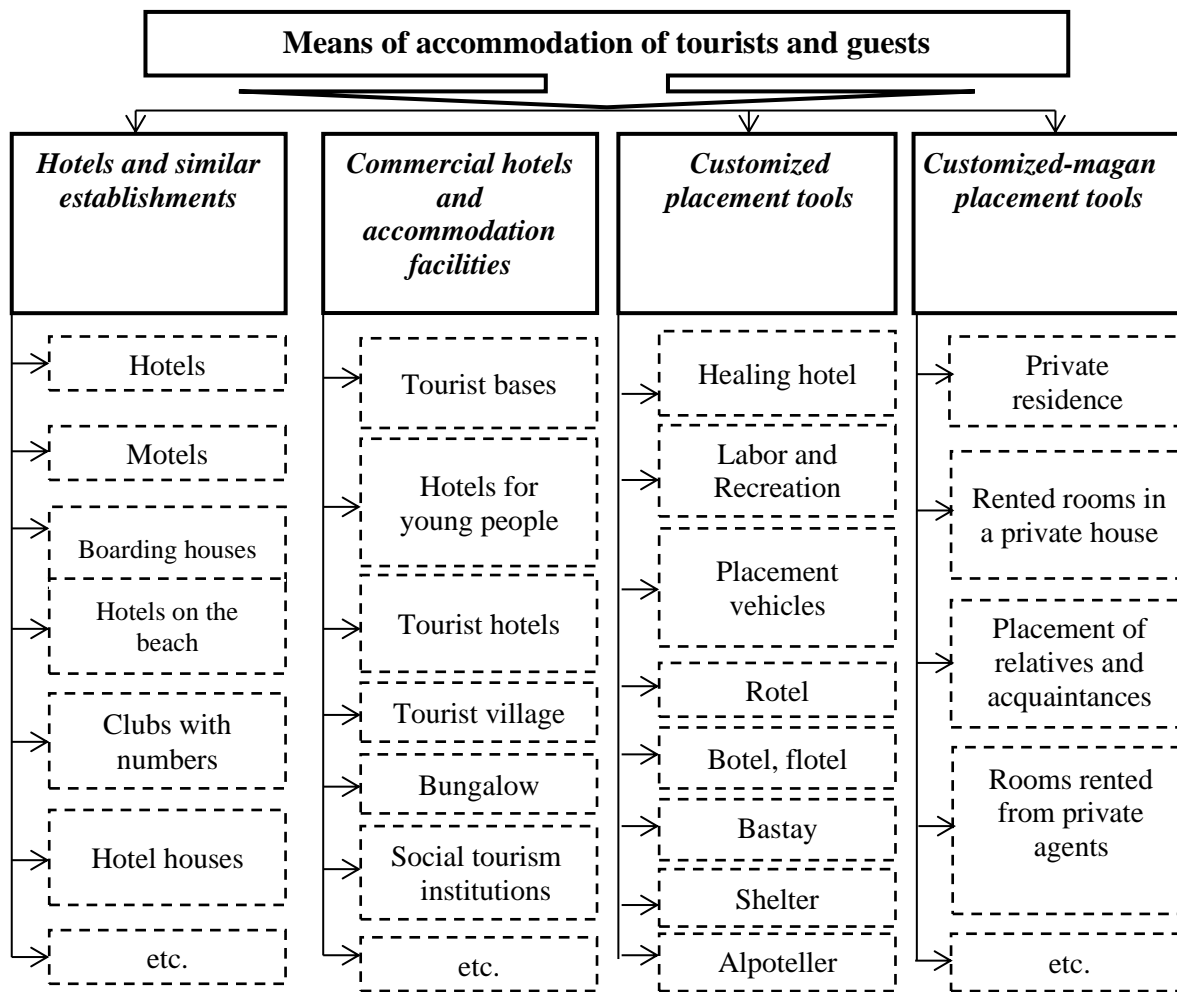 Means of accommodation of tourists and guests
Hotels and similar
establishments
Hotels
Motels
Boarding houses
Hotels on the
beach
Clubs with
numbers
Hotel houses
etc.
Commercial hotels
and
accommodation
facilities
Tourist bases
Hotels for
young people
Tourist hotels
Tourist village
Bungalow
Social tourism
institutions
etc.
Customized
placement tools
Healing hotel
Labor and
Recreation
Placement
vehicles
Rotel
Botel, flotel
Bastay
Shelter
Alpoteller
Customized-magan
placement tools
Private
residence
Rented rooms in
a private house
Placement of
relatives and
acquaintances
Rooms rented
from private
agents
etc.